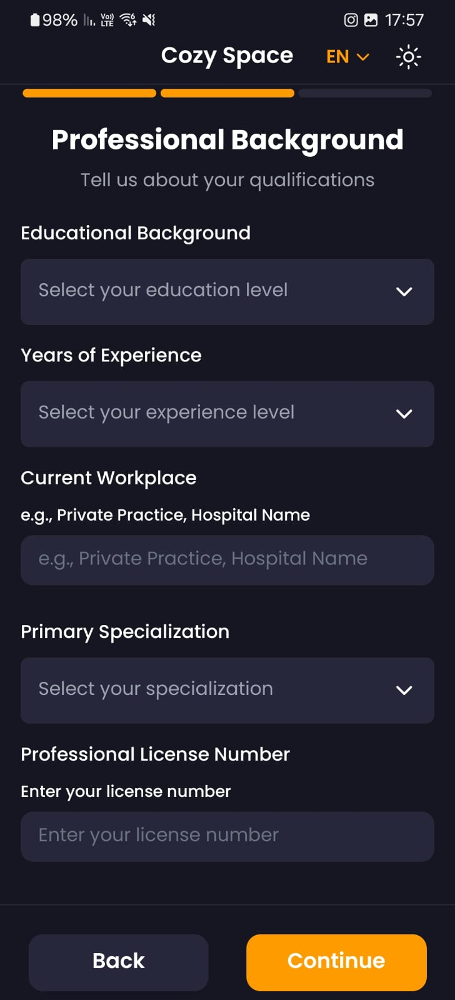 98% Vo)) LTE 6 17:57
Cozy Space EN
Professional Background
Tell us about your qualifications
Educational Background
Select your education level
Years of Experience
Select your experience level
Current Workplace
e.g., Private Practice, Hospital Name
e.g., Private Practice, Hospital Name
Primary Specialization
Select your specialization
Professional License Number
Enter your license number
Enter your license number
Back Continue